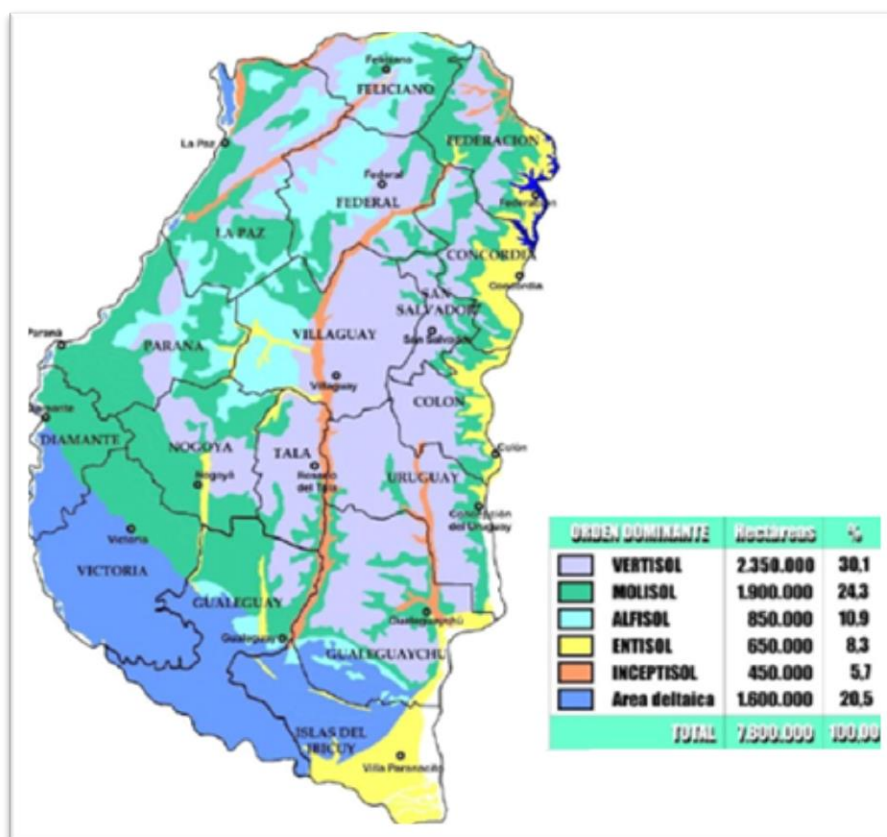 Feliciano
FELICIANO
La Paz
FEDERACION
Federal
FEDERAL
Federación
LA PAZ
CONCORDIA
Concordia
SAN
SALVADOR
San Salvador
Paraná
PARANA
VILLAGUAY
Villaguay
COLON
Diamante
DIAMANTE
NOGOYA
TALA
Colón
Nogoyá
Rosario
del Tala
URUGUAY
Concepción
del Uruguay
Victoria
VICTORIA
GUALEGUAY
Gualeguaychú
Gualeguay
GUALEGUAYCHU
ISLAS DEL
IBICUY
Villa Paranacito
ORDEN DOMINANTE Hectáreas %
VERTISOL 2.350.000 30,1
MOLISOL 1.900.000 24,3
ALFISOL 850.000 10,9
ENTISOL 650.000 8,3
INCEPTISOL 450.000 5,7
Area deltaica 1.600.000 20,5
TOTAL 7.800.000 100,00